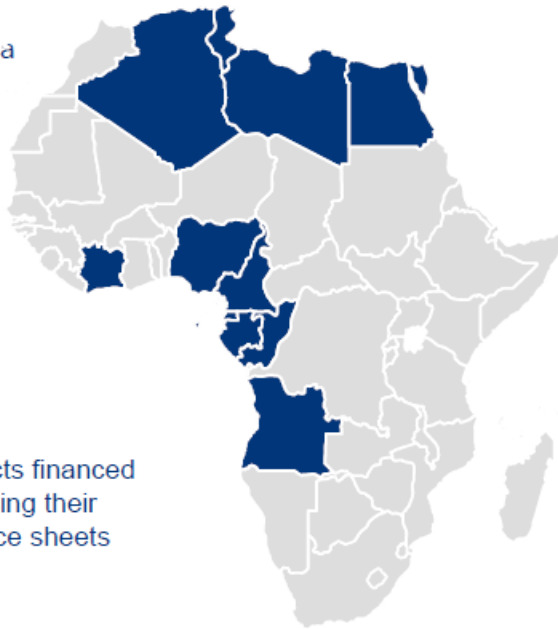 a
cts financed
ing their
ce sheets